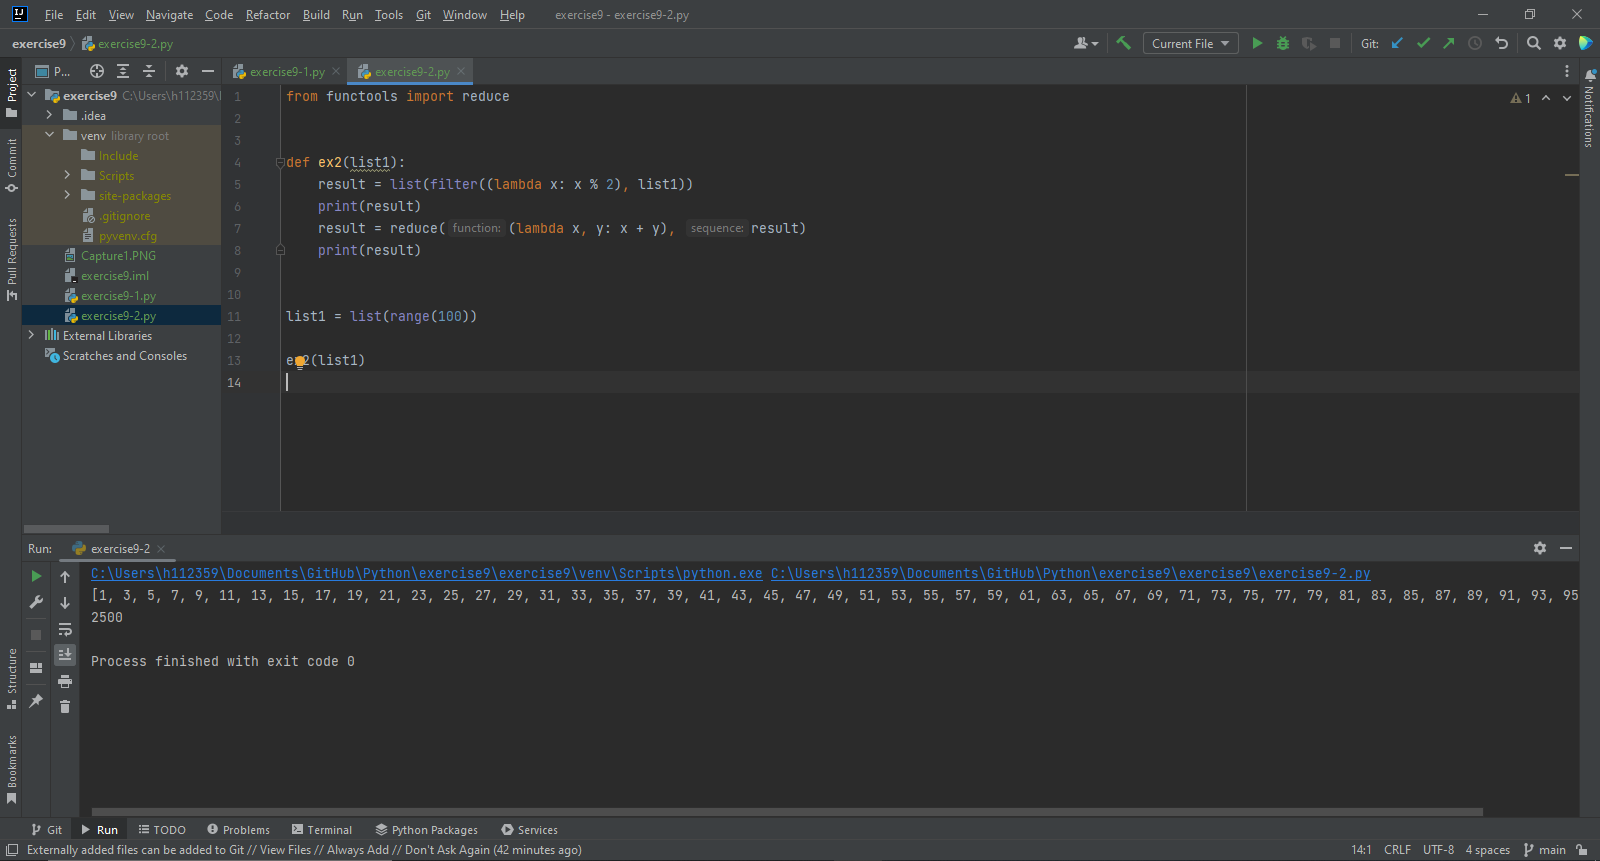 IJ File Edit View Navigate Code Refactor Build Run Tools Git Window Help exercise9 - exercise9-2.py
exercise9 exercise9-2.py Current File Git:
P... exercise9-1.py exercise9-2.py
Project
Commit
Pull Requests
Structure
Bookmarks
Notifications
exercise9 C:\Users\h112359\
.idea
venv library root
Include
Scripts
site-packages
.gitignore
pyvenv.cfg
Capture1.PNG
exercise9.iml
exercise9-1.py
exercise9-2.py
External Libraries
Scratches and Consoles
1 from functools import reduce
2
3
4 def ex2(list1):
5 result = list(filter((lambda x: x % 2), list1))
6 print(result)
7 result = reduce( function: (lambda x, y: x + y), sequence: result)
8 print(result)
9
10
11 list1 = list(range(100))
12
13 ex2(list1)
14
1
Run: exercise9-2
C:\Users\h112359\Documents\GitHub\Python\exercise9\exercise9\venv\Scripts\python.exe C:\Users\h112359\Documents\GitHub\Python\exercise9\exercise9\exercise9-2.py
[1, 3, 5, 7, 9, 11, 13, 15, 17, 19, 21, 23, 25, 27, 29, 31, 33, 35, 37, 39, 41, 43, 45, 47, 49, 51, 53, 55, 57, 59, 61, 63, 65, 67, 69, 71, 73, 75, 77, 79, 81, 83, 85, 87, 89, 91, 93, 95
2500
Process finished with exit code 0
Git Run TODO Problems Terminal Python Packages Services
Externally added files can be added to Git // View Files // Always Add // Don't Ask Again (42 minutes ago) 14:1 CRLF UTF-8 4 spaces main